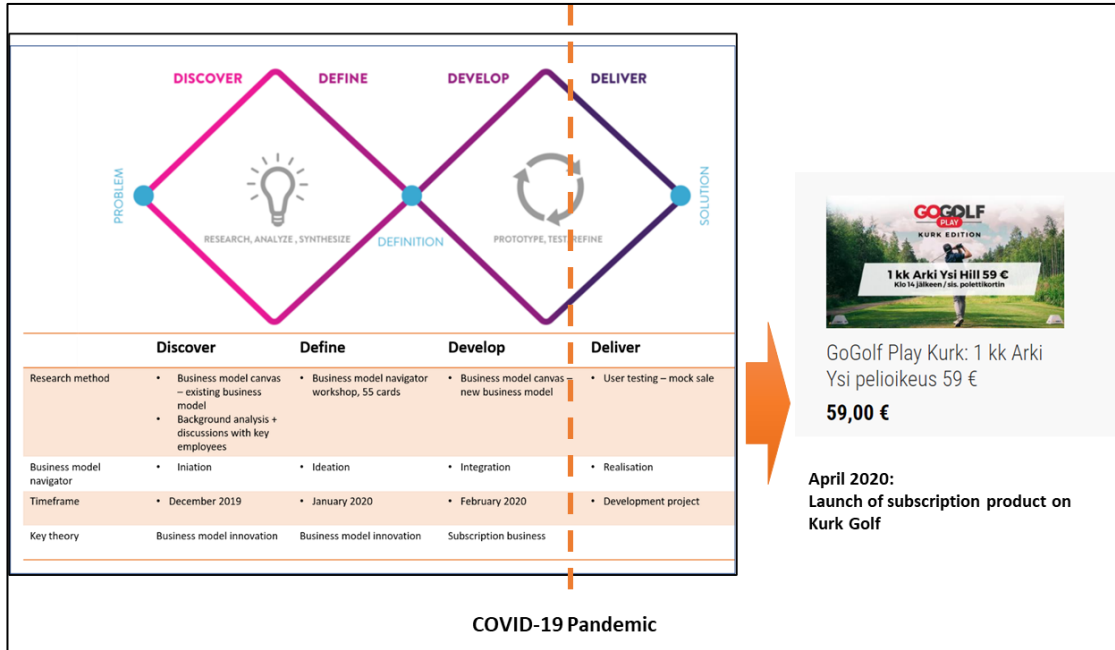 DISCOVER
DEFINE
DEVELOP
DELIVER
PROBLEM
RESEARCH, ANALYZE , SYNTHESIZE
DEFINITION
PROTOTYPE, TEST, REFINE
SOLUTION
Discover Define Develop Deliver
Research method
• Business model canvas
– existing business
model
• Background analysis +
discussions with key
employees
• Business model navigator
workshop, 55 cards
• Business model canvas –
new business model
• User testing – mock sale
Business model
navigator
• Iniation
• Ideation
• Integration
• Realisation
Timeframe
• December 2019
• January 2020
• February 2020
• Development project
Key theory
Business model innovation
Business model innovation
Subscription business
COVID-19 Pandemic
GOGOLF
PLAY
KURK EDITION
1 kk Arki Ysi Hill 59 €
Klo 14 jälkeen / sis. polettikortin
GoGolf Play Kurk: 1 kk Arki
Ysi pelioikeus 59 €
59,00 €
April 2020:
Launch of subscription product on
Kurk Golf